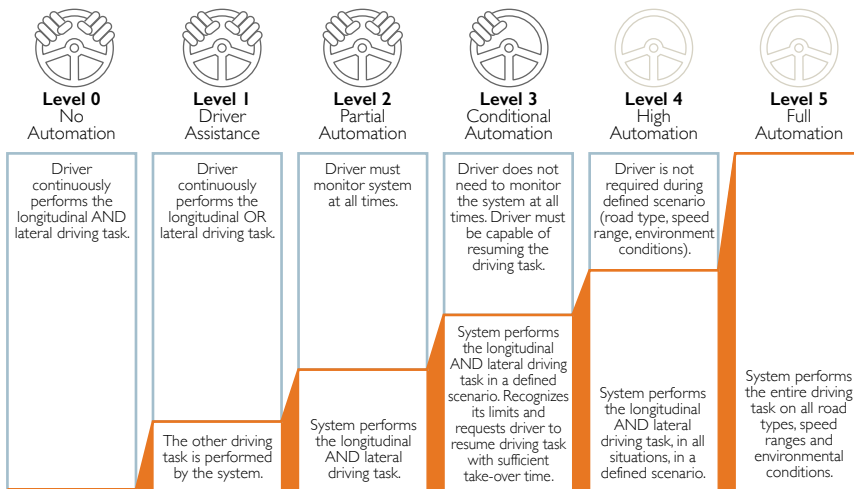 Level 0
No
Automation
Level 1
Driver
Assistance
Level 2
Partial
Automation
Level 3
Conditional
Automation
Level 4
High
Automation
Level 5
Full
Automation
Driver
continuously
performs the
longitudinal AND
lateral driving task.
Driver
continuously
performs the
longitudinal OR
lateral driving task.
The other driving
task is performed
by the system.
Driver must
monitor system
at all times.
System performs
the longitudinal
AND lateral
driving task.
Driver does not
need to monitor
the system at all
times. Driver must
be capable of
resuming the
driving task.
System performs
the longitudinal
AND lateral driving
task in a defined
scenario. Recognizes
its limits and
requests driver to
resume driving task
with sufficient
take-over time.
Driver is not
required during
defined scenario
(road type, speed
range, environment
conditions).
System performs
the longitudinal
AND lateral
driving task, in all
situations, in a
defined scenario.
System performs
the entire driving
task on all road
types, speed
ranges and
environmental
conditions.